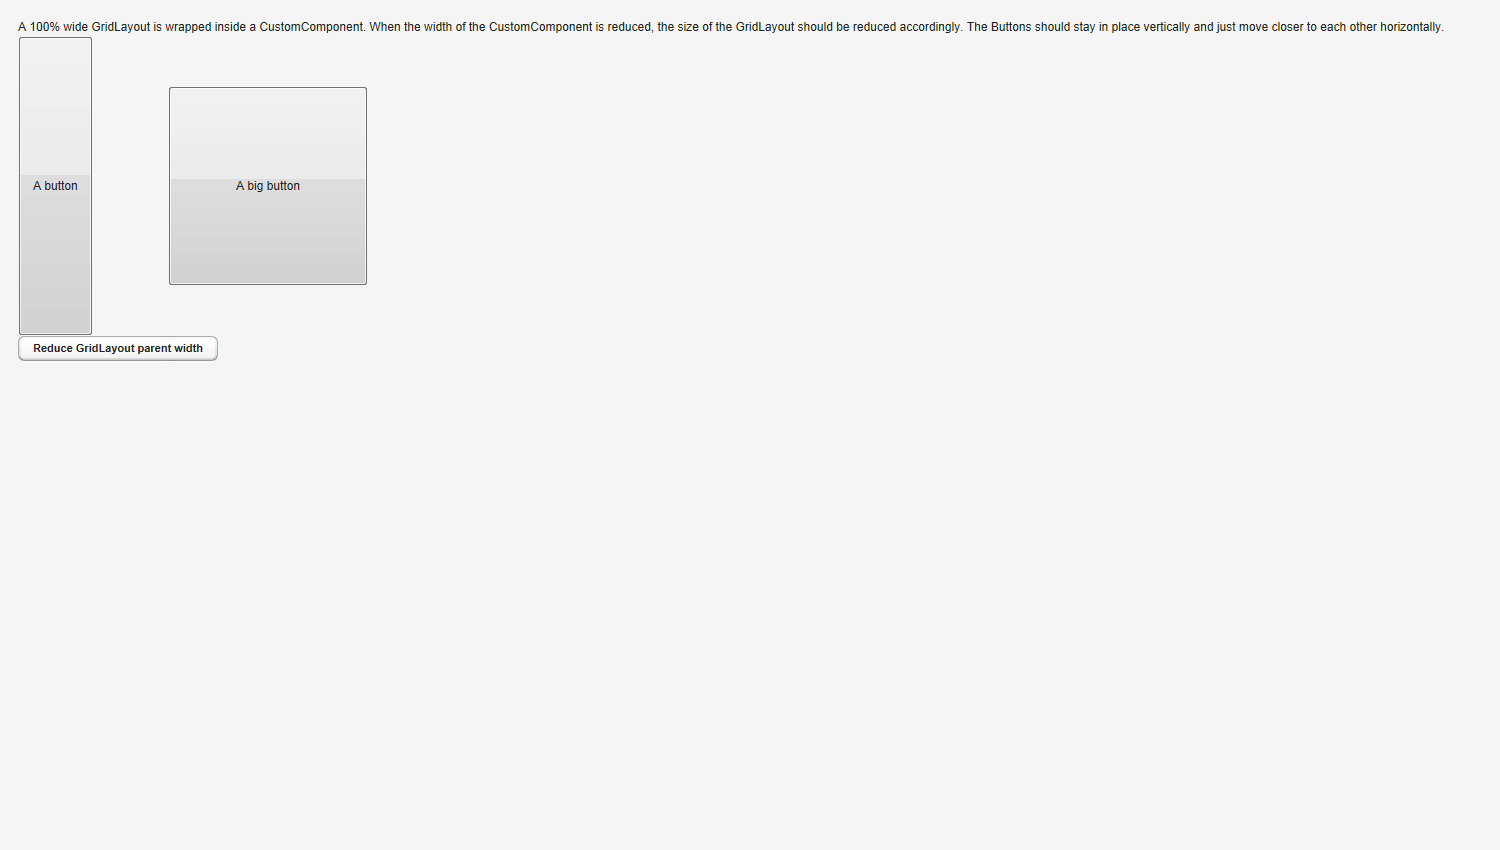 A 100% wide GridLayout is wrapped inside a CustomComponent. When the width of the CustomComponent is reduced, the size of the GridLayout should be reduced accordingly. The Buttons should stay in place vertically and just move closer to each other horizontally.
A button
A big button
Reduce GridLayout parent width